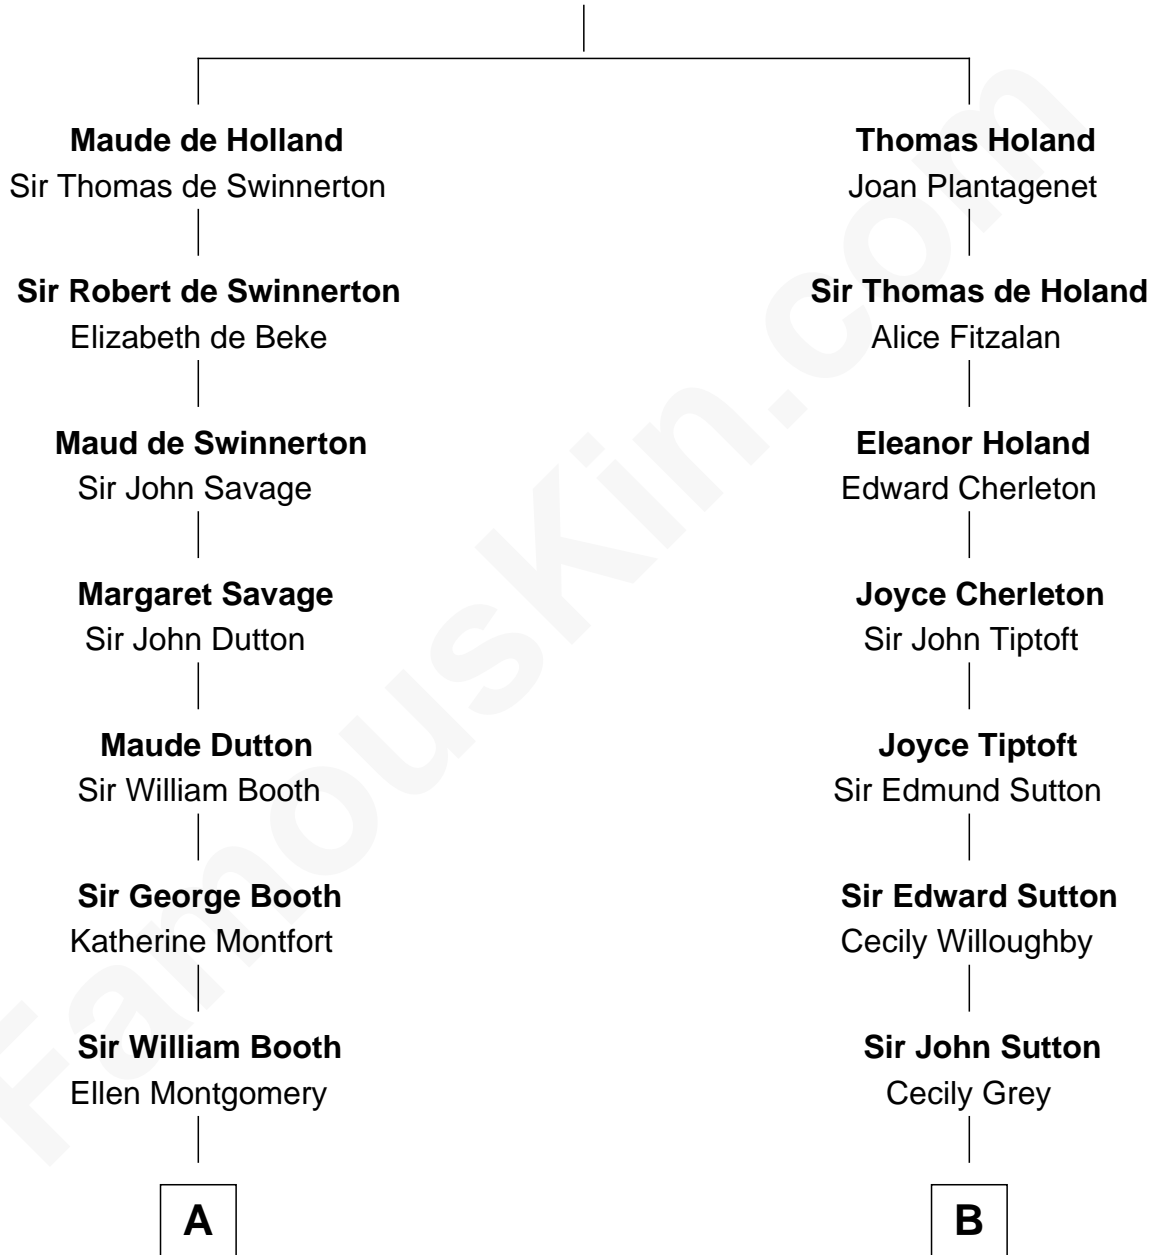 Maude de Holland
Sir Thomas de Swinnerton
Thomas Holand
Joan Plantagenet
Sir Robert de Swinnerton
Elizabeth de Beke
Sir Thomas de Holand
Alice Fitzalan
Maud de Swinnerton
Sir John Savage
Eleanor Holand
Edward Cherleton
Margaret Savage
Sir John Dutton
Joyce Cherleton
Sir John Tiptoft
Maude Dutton
Sir William Booth
Joyce Tiptoft
Sir Edmund Sutton
Sir George Booth
Katherine Montfort
Sir Edward Sutton
Cecily Willoughby
Sir William Booth
Ellen Montgomery
Sir John Sutton
Cecily Grey
A
B
FamousKin.com